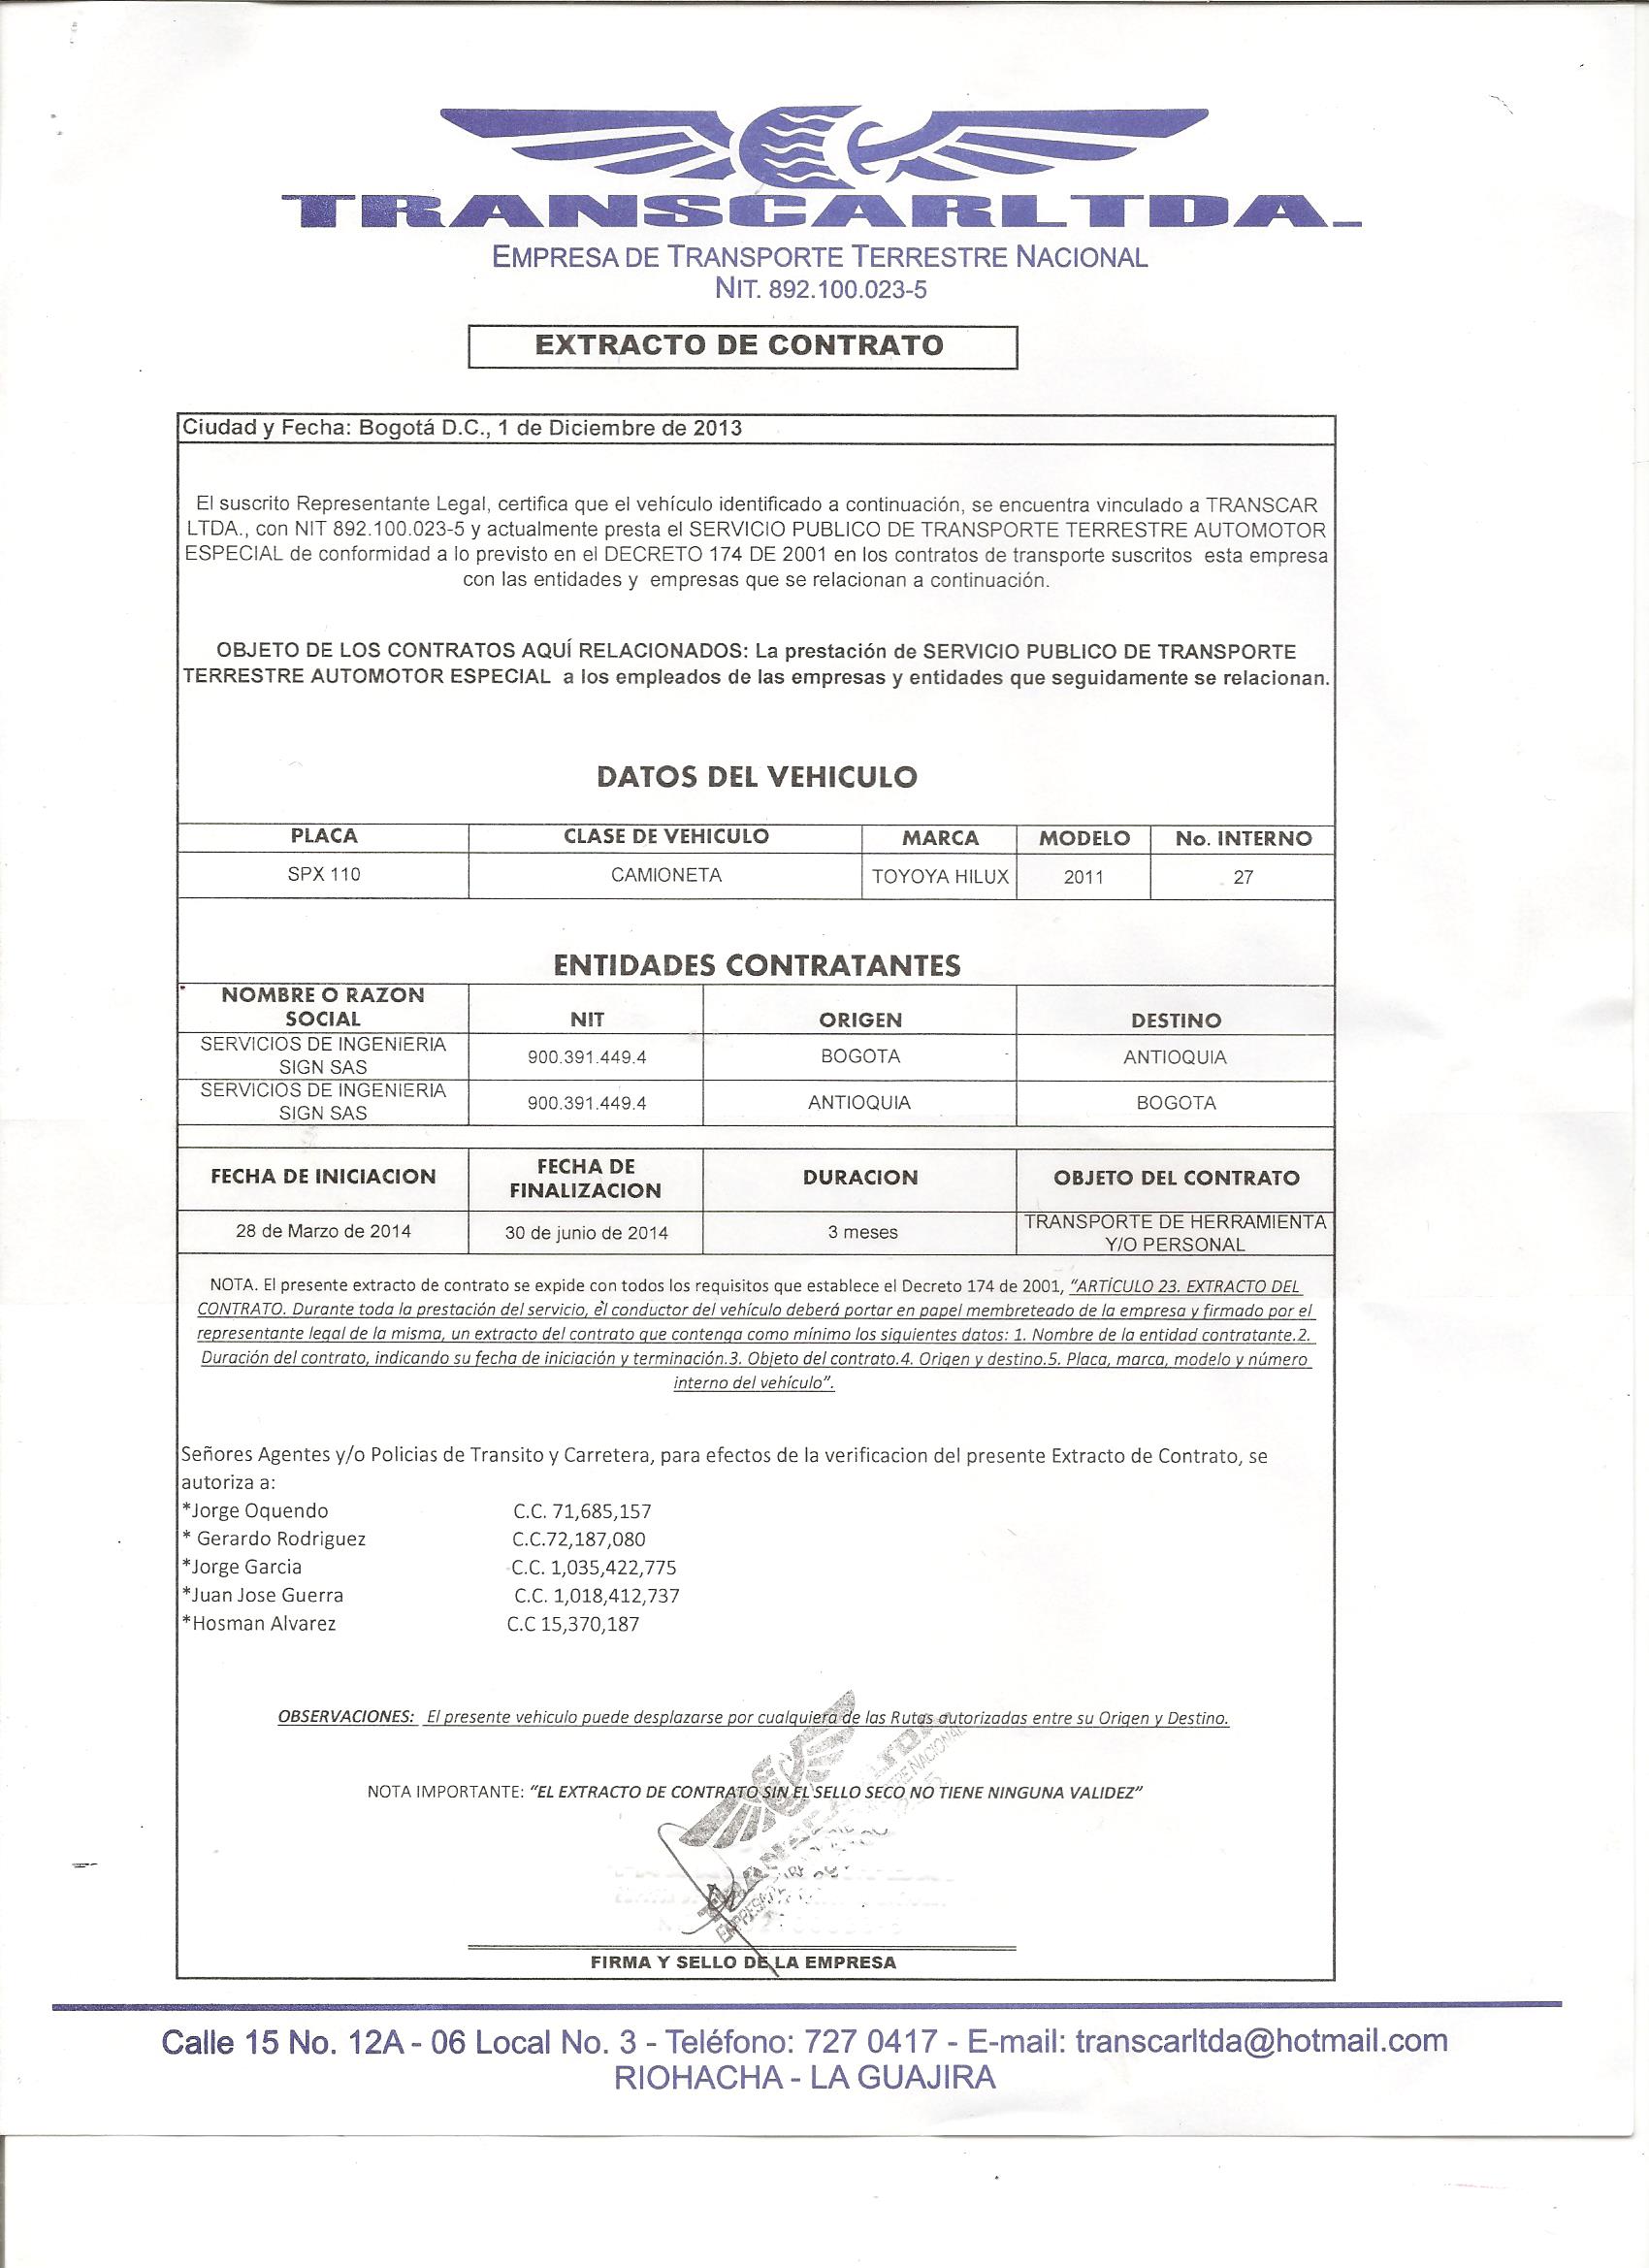 TRANSCARLTDA.
EMPRESA DE TRANSPORTE TERRESTRE NACIONAL
NIT. 892.100.023-5
EXTRACTO DE CONTRATO
Ciudad y Fecha: Bogotá D.C., 1 de Diciembre de 2013
El suscrito Representante Legal, certifica que el vehículo identificado a continuación, se encuentra vinculado a TRANSCAR
LTDA., con NIT 892.100.023-5 y actualmente presta el SERVICIO PUBLICO DE TRANSPORTE TERRESTRE AUTOMOTOR
ESPECIAL de conformidad a lo previsto en el DECRETO 174 DE 2001 en los contratos de transporte suscritos esta empresa
con las entidades y empresas que se relacionan a continuación.
OBJETO DE LOS CONTRATOS AQUÍ RELACIONADOS: La prestación de SERVICIO PUBLICO DE TRANSPORTE
TERRESTRE AUTOMOTOR ESPECIAL a los empleados de las empresas y entidades que seguidamente se relacionan.
DATOS DEL VEHICULO
PLACA CLASE DE VEHICULO MARCA MODELO No. INTERNO
SPX 110 CAMIONETA TOYOYA HILUX 2011 27
ENTIDADES CONTRATANTES
NOMBRE O RAZON
SOCIAL NIT ORIGEN DESTINO
SERVICIOS DE INGENIERIA
SIGN SAS 900.391.449.4 BOGOTA ANTIOQUIA
SERVICIOS DE INGENIERIA
SIGN SAS 900.391.449.4 ANTIOQUIA BOGOTA
FECHA DE INICIACION FECHA DE
FINALIZACION DURACION OBJETO DEL CONTRATO
28 de Marzo de 2014 30 de junio de 2014 3 meses TRANSPORTE DE HERRAMIENTA
Y/O PERSONAL
NOTA. El presente extracto de contrato se expide con todos los requisitos que establece el Decreto 174 de 2001, "ARTÍCULO 23. EXTRACTO DEL
CONTRATO. Durante toda la prestación del servicio, el conductor del vehículo deberá portar en papel membreteado de la empresa y firmado por el
representante legal de la misma, un extracto del contrato que contenga como mínimo los siguientes datos: 1. Nombre de la entidad contratante.2.
Duración del contrato, indicando su fecha de iniciación y terminación.3. Objeto del contrato.4. Origen y destino.5. Placa, marca, modelo y número
interno del vehículo".
Señores Agentes y/o Policias de Transito y Carretera, para efectos de la verificacion del presente Extracto de Contrato, se
autoriza a:
*Jorge Oquendo C.C. 71,685,157
* Gerardo Rodriguez C.C.72,187,080
*Jorge Garcia C.C. 1,035,422,775
*Juan Jose Guerra C.C. 1,018,412,737
*Hosman Alvarez C.C 15,370,187
OBSERVACIONES: El presente vehiculo puede desplazarse por cualquiera de las Rutas autorizadas entre su Origen y Destino.
NOTA IMPORTANTE: "EL EXTRACTO DE CONTRATO SIN EL SELLO SECO NO TIENE NINGUNA VALIDEZ"
FIRMA Y SELLO DE LA EMPRESA
Calle 15 No. 12A - 06 Local No. 3 - Teléfono: 727 0417 - E-mail: transcarltda@hotmail.com
RIOHACHA - LA GUAJIRA